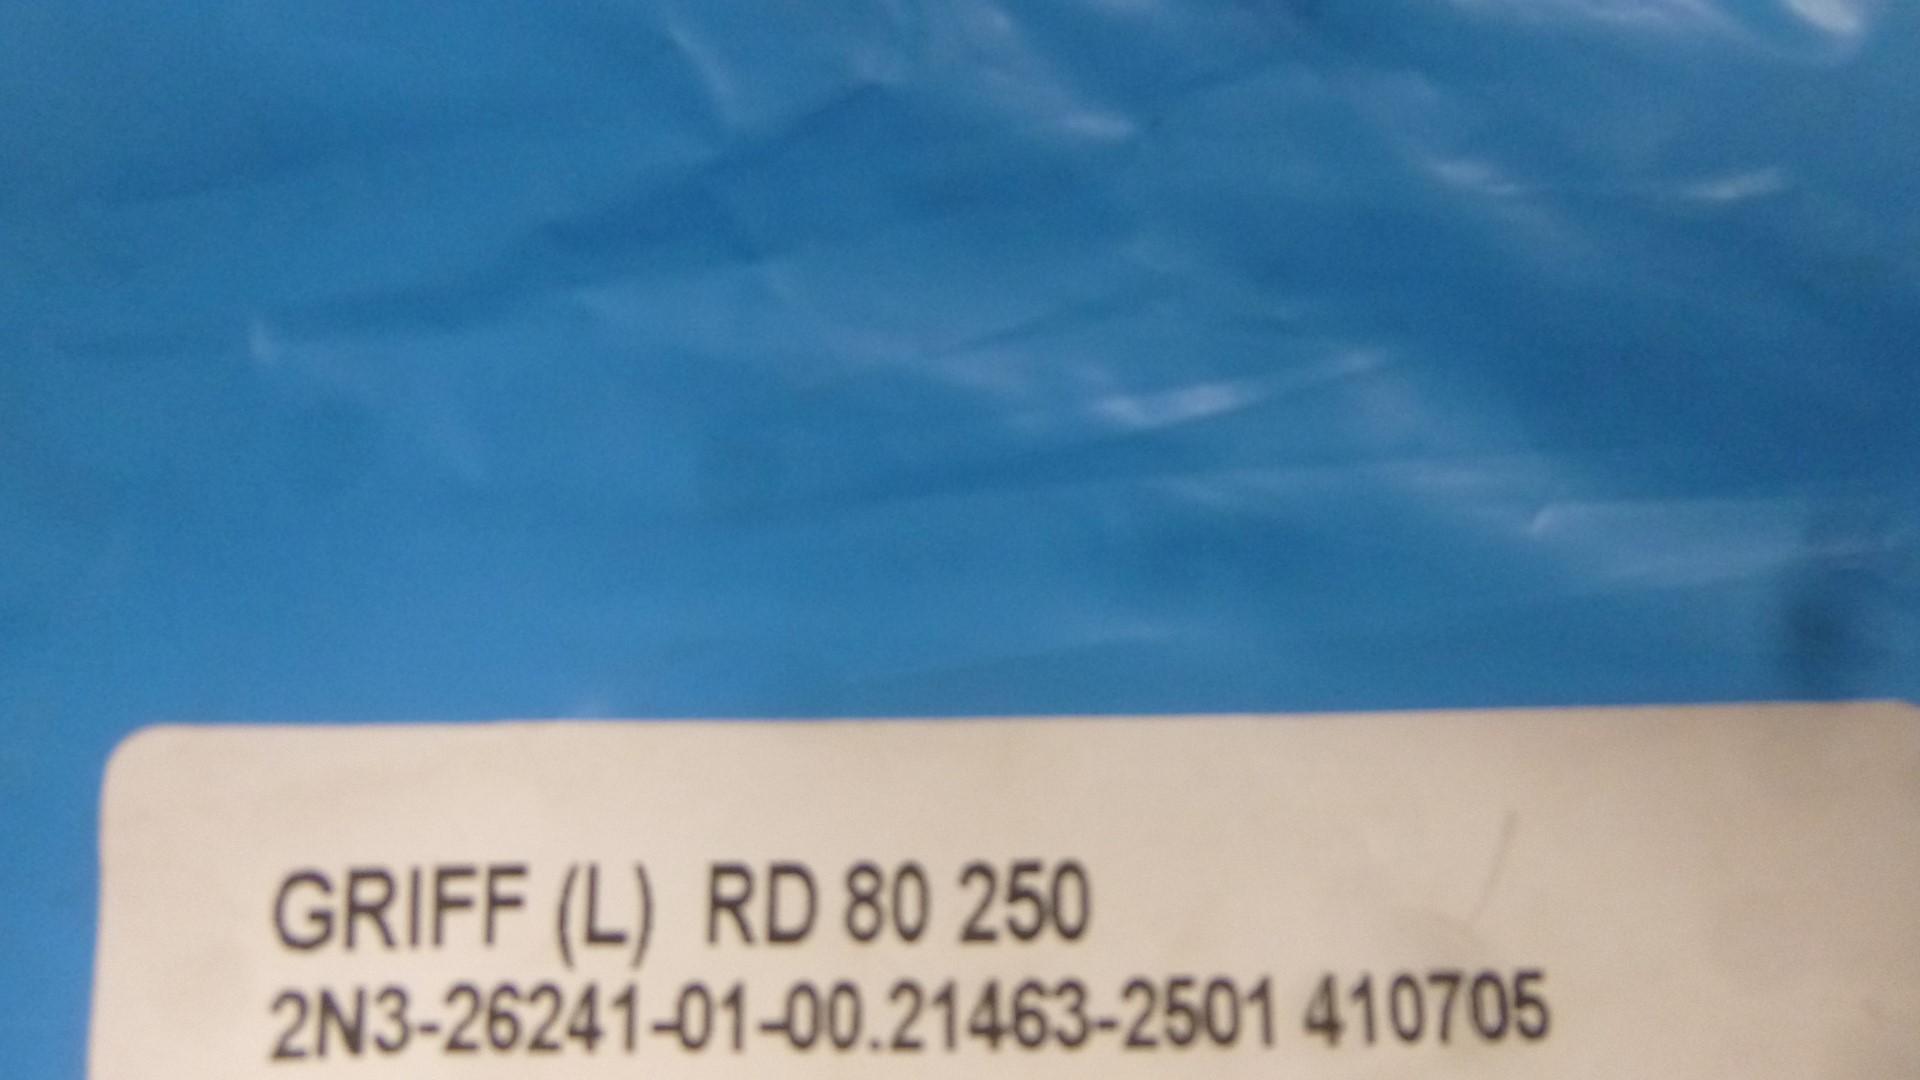 GRIFF (L) RD 80 250
2N3-26241-01-00.21463-2501 410705